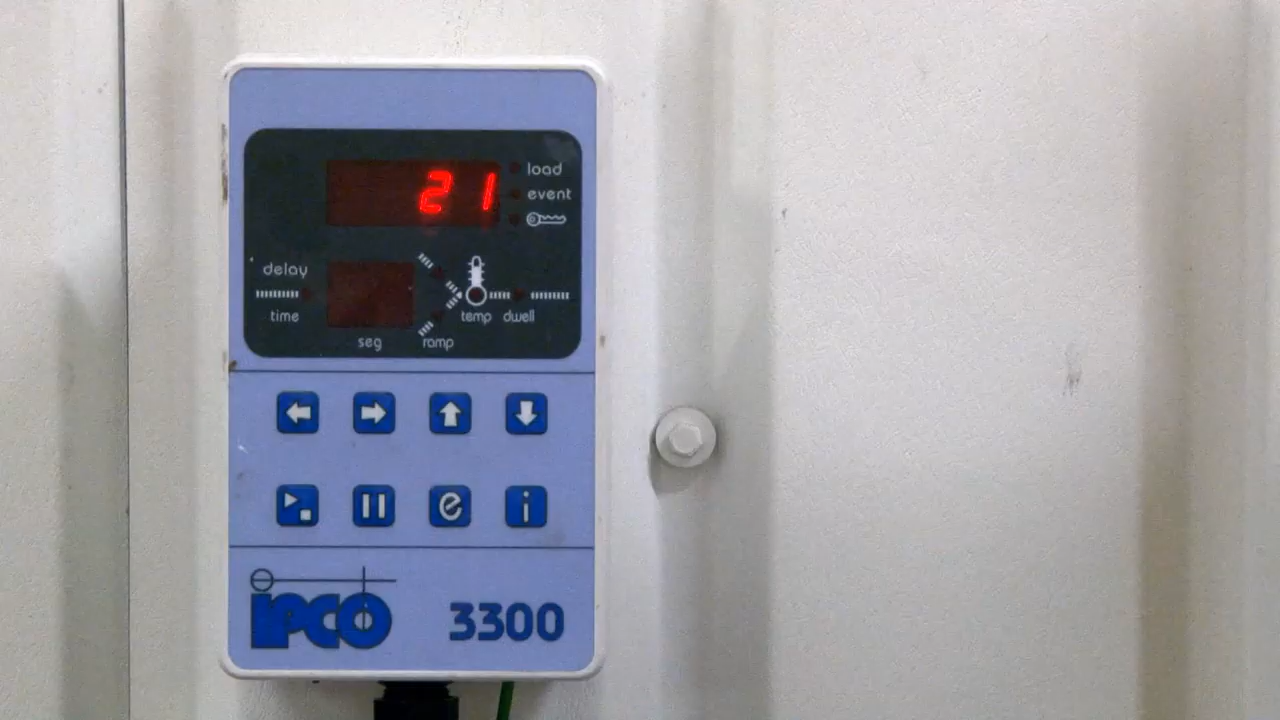 21
load
event
delay
time
temp
dwell
seg
ramp
e
i
ipco
3300